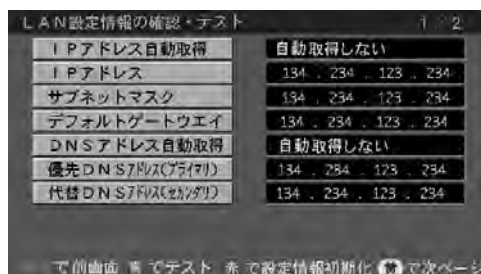 LAN設定情報の確認・テスト 1／2
IPアドレス自動取得 自動取得しない
IPアドレス 134 . 234 . 123 . 234
サブネットマスク 134 . 234 . 123 . 234
デフォルトゲートウエイ 134 . 234 . 123 . 234
DNSアドレス自動取得 自動取得しない
優先DNSアドレス(プライマリ) 134 . 234 . 123 . 234
代替DNSアドレス(セカンダリ) 134 . 234 . 123 . 234
で前画面 青 でテスト 赤 で設定情報初期化 で次ページ